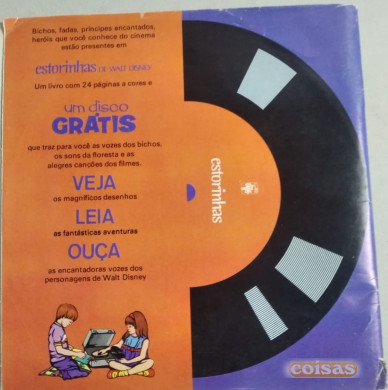 Bichos, fadas, príncipes encantados,
heróis que você conhece do cinema
estão presentes em
estorinhas DE WALT DISNEY
Um livro com 24 páginas a cores e
um disco
GRÁTIS
que traz para você as vozes dos bichos,
os sons da floresta e as
alegres canções dos filmes.
VEJA
os magníficos desenhos
LEIA
as fantásticas aventuras
OUÇA
as encantadoras vozes dos
personagens de Walt Disney
estorinhas
coisas